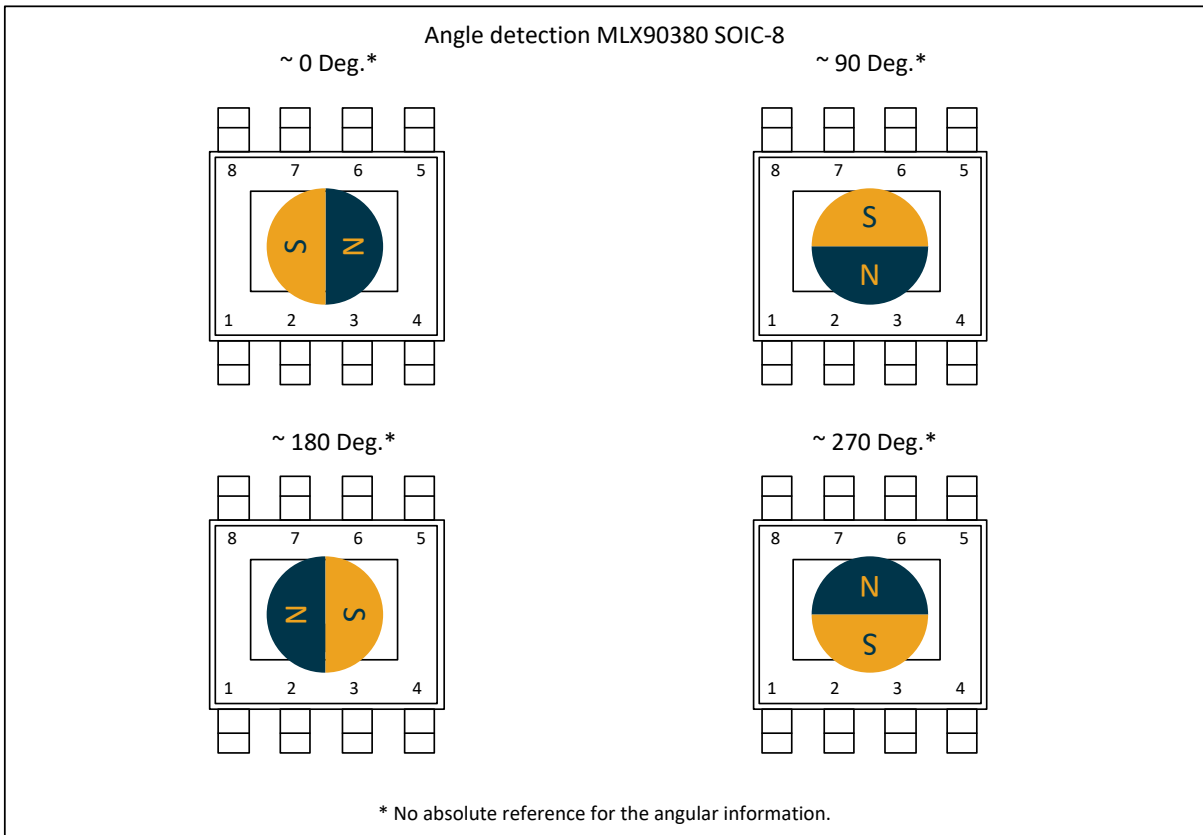 Angle detection MLX90380 SOIC-8
~ 0 Deg.* ~ 90 Deg.*
8 7 6 5 8 7 6 5
S N S
N
1 2 3 4 1 2 3 4
~ 180 Deg.* ~ 270 Deg.*
8 7 6 5 8 7 6 5
N S N
S
1 2 3 4 1 2 3 4
* No absolute reference for the angular information.